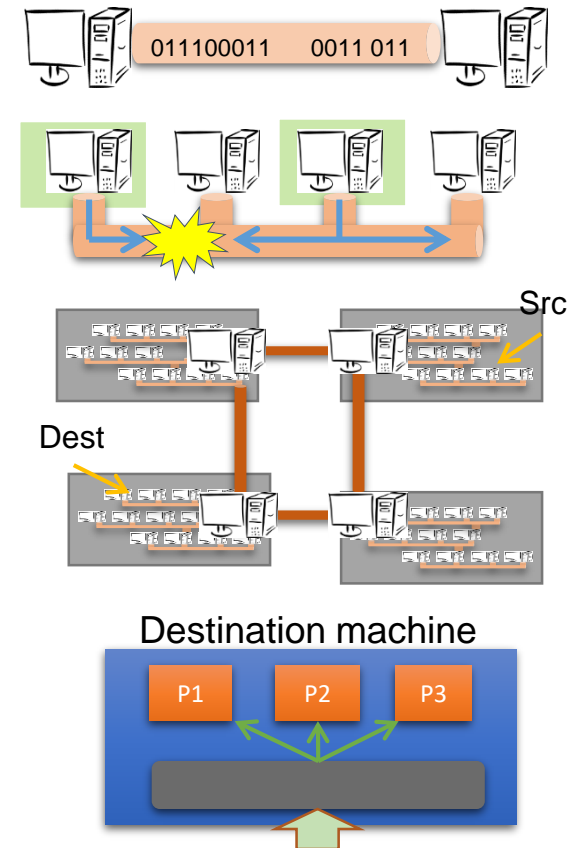 011100011 0011 011
Src
Dest
Destination machine
P1 P2 P3